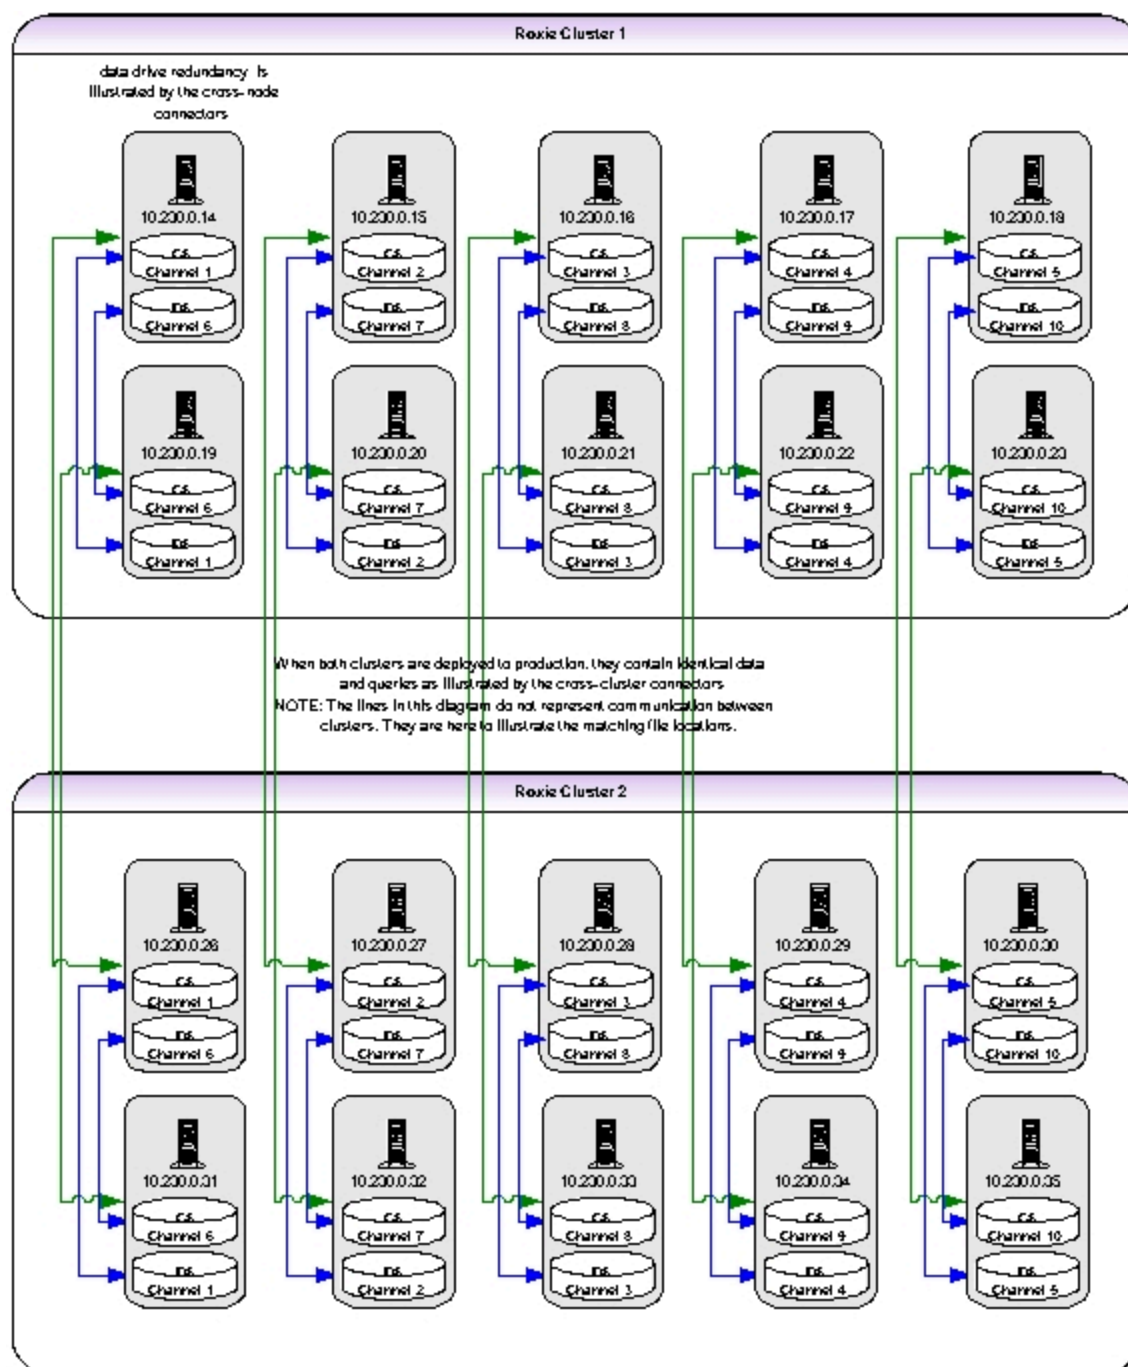 Roxie Cluster 1
data drive redundancy is
illustrated by the cross-node
connectors
10.230.0.14
10.230.0.15
10.230.0.16
10.230.0.17
10.230.0.18
C:\$
Channel 1
C:\$
Channel 2
C:\$
Channel 3
C:\$
Channel 4
C:\$
Channel 5
D:\$
Channel 6
D:\$
Channel 7
D:\$
Channel 8
D:\$
Channel 9
D:\$
Channel 10
10.230.0.19
10.230.0.20
10.230.0.21
10.230.0.22
10.230.0.23
C:\$
Channel 6
C:\$
Channel 7
C:\$
Channel 8
C:\$
Channel 9
C:\$
Channel 10
D:\$
Channel 1
D:\$
Channel 2
D:\$
Channel 3
D:\$
Channel 4
D:\$
Channel 5
When both clusters are deployed to production, they contain identical data
and queries as illustrated by the cross-cluster connectors
NOTE: The lines in this diagram do not represent communication between
clusters. They are here to illustrate the matching file locations.
Roxie Cluster 2
10.230.0.26
10.230.0.27
10.230.0.28
10.230.0.29
10.230.0.30
C:\$
Channel 1
C:\$
Channel 2
C:\$
Channel 3
C:\$
Channel 4
C:\$
Channel 5
D:\$
Channel 6
D:\$
Channel 7
D:\$
Channel 8
D:\$
Channel 9
D:\$
Channel 10
10.230.0.31
10.230.0.32
10.230.0.33
10.230.0.34
10.230.0.35
C:\$
Channel 6
C:\$
Channel 7
C:\$
Channel 8
C:\$
Channel 9
C:\$
Channel 10
D:\$
Channel 1
D:\$
Channel 2
D:\$
Channel 3
D:\$
Channel 4
D:\$
Channel 5